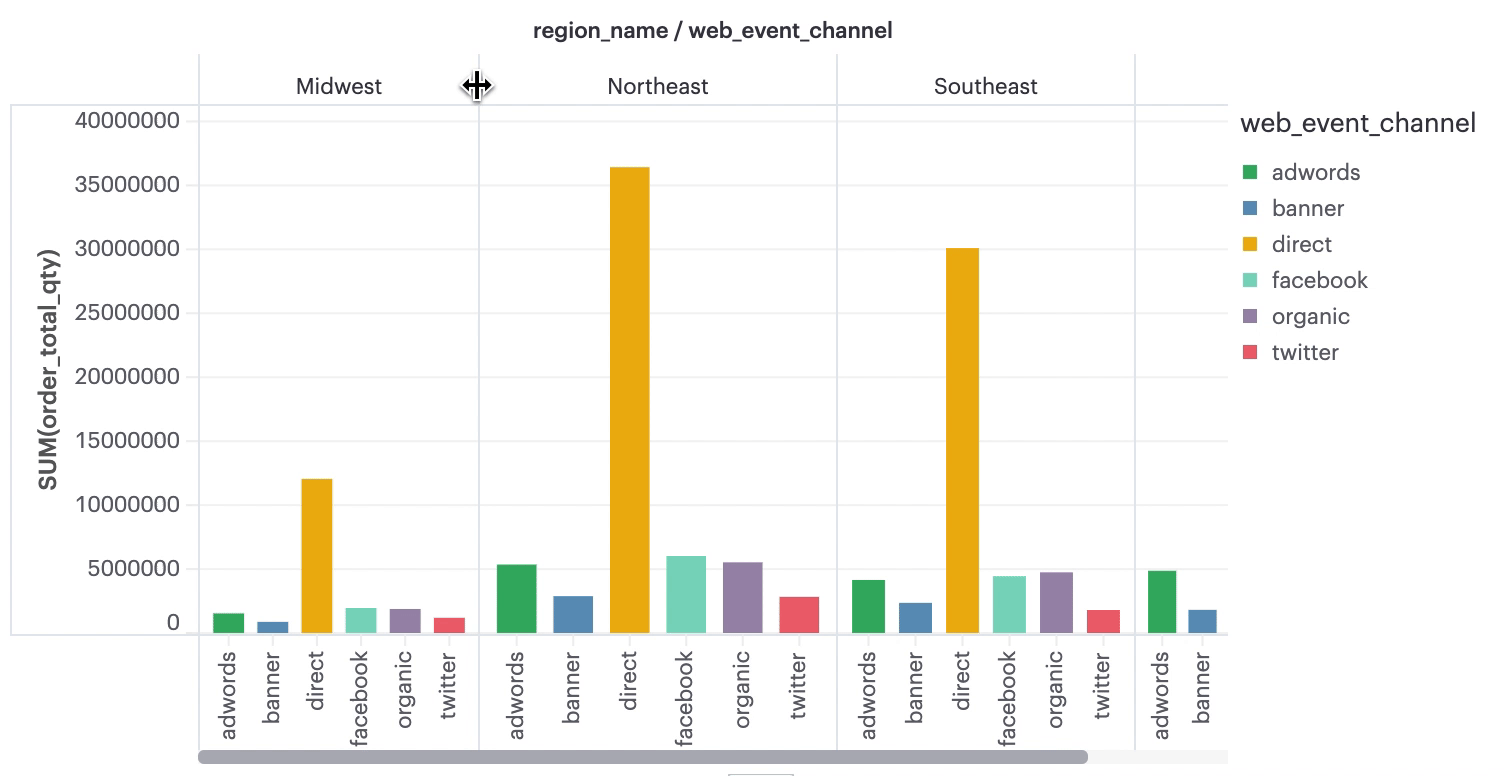 region_name / web_event_channel
Midwest
Northeast
Southeast
SUM(order_total_qty)
40000000
35000000
30000000
25000000
20000000
15000000
10000000
5000000
0
adwords
banner
direct
facebook
organic
twitter
adwords
banner
direct
facebook
organic
twitter
adwords
banner
direct
facebook
organic
twitter
adwords
banner
web_event_channel
adwords
banner
direct
facebook
organic
twitter